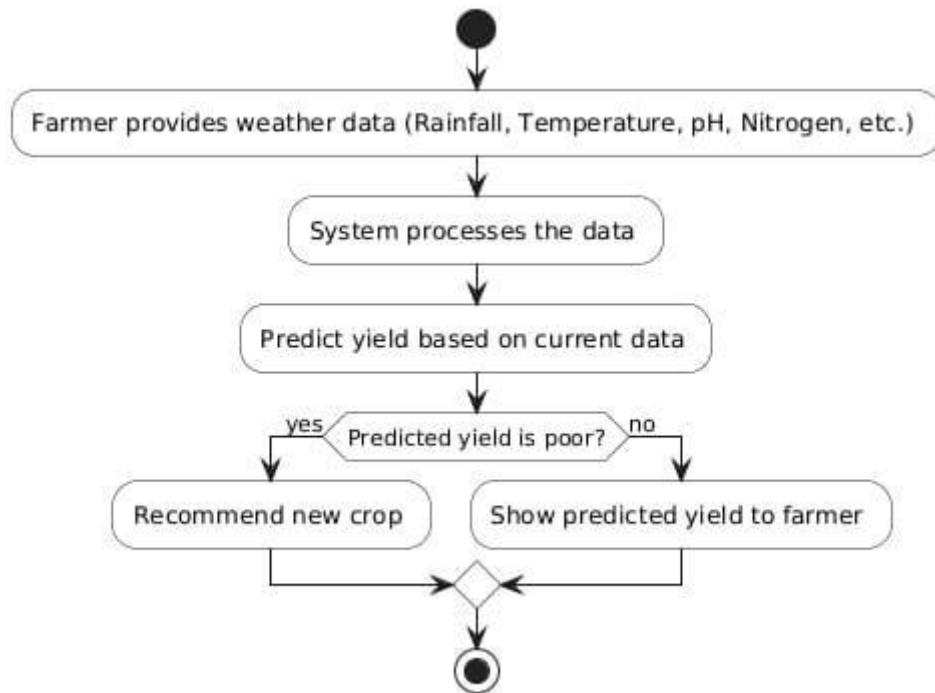 Farmer provides weather data (Rainfall, Temperature, pH, Nitrogen, etc.)
System processes the data
Predict yield based on current data
yes
Predicted yield is poor?
no
Recommend new crop
Show predicted yield to farmer